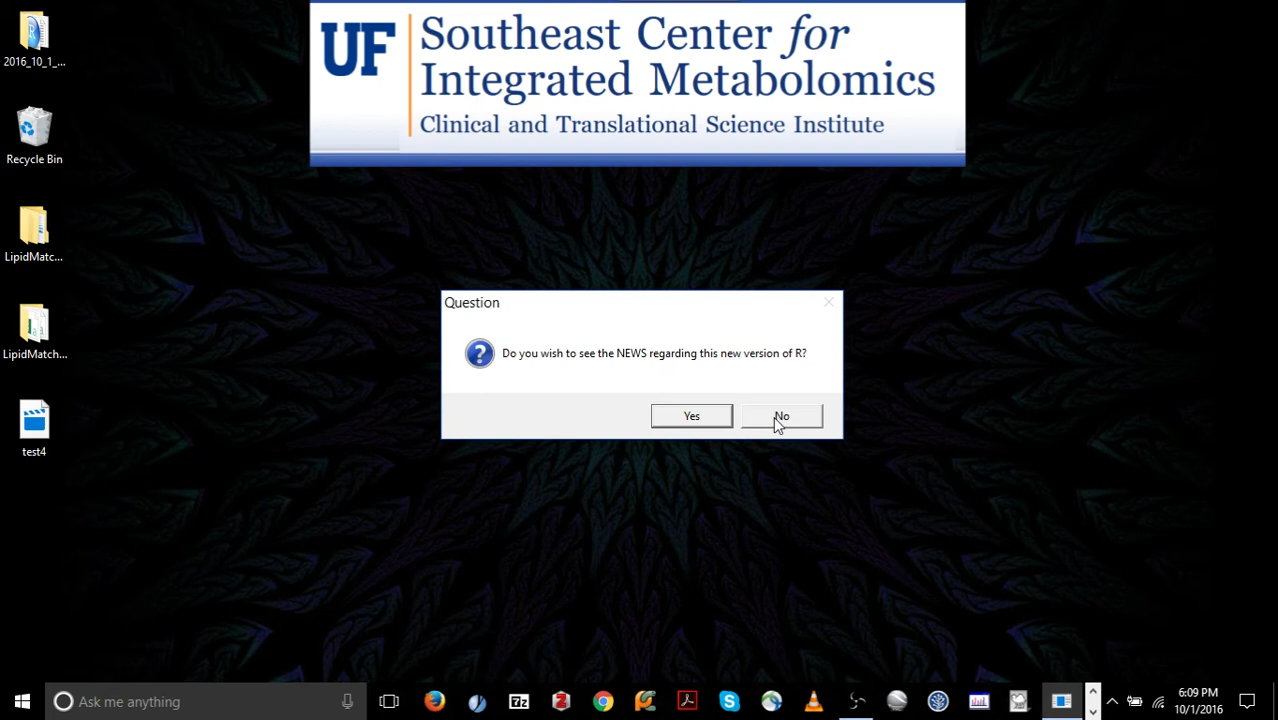 2016_10_1_...
Recycle Bin
LipidMatc...
LipidMatch...
test4
UF
Southeast Center for
Integrated Metabolomics
Clinical and Translational Science Institute
Question
Do you wish to see the NEWS regarding this new version of R?
Yes
No
Ask me anything
7z
6:09 PM
10/1/2016